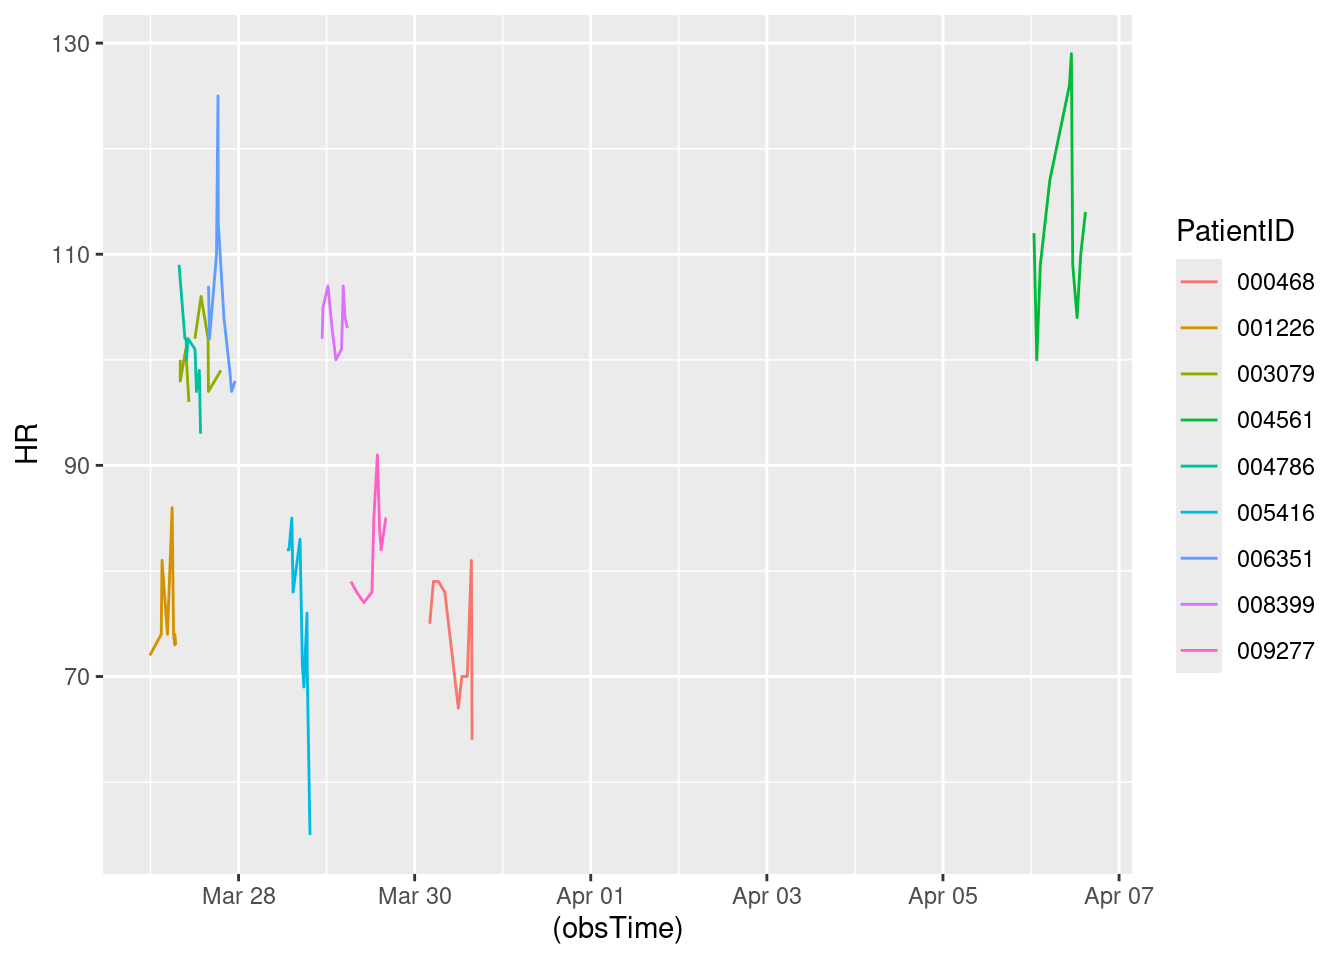 130
110
90
70
HR
Mar 28
Mar 30
Apr 01
Apr 03
Apr 05
Apr 07
(obsTime)
PatientID
000468
001226
003079
004561
004786
005416
006351
008399
009277